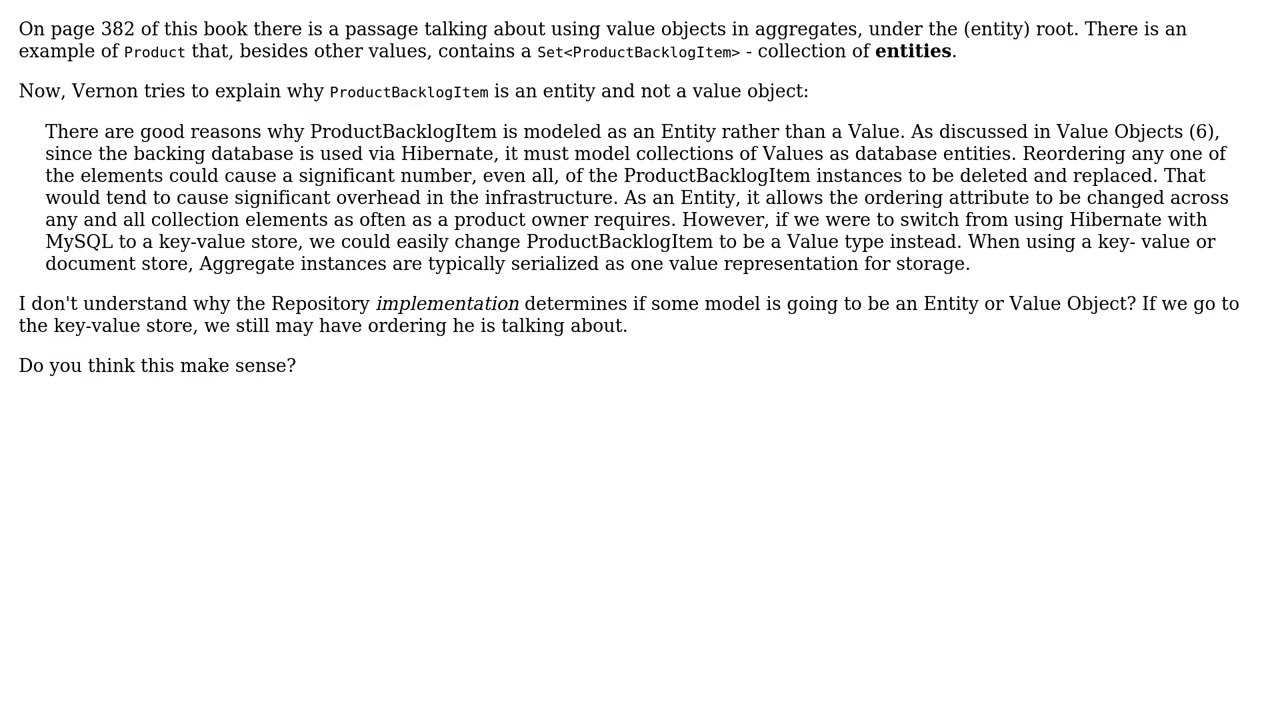 On page 382 of this book there is a passage talking about using value objects in aggregates, under the (entity) root. There is an
example of Product that, besides other values, contains a Set<ProductBacklogItem> - collection of entities.
Now, Vernon tries to explain why ProductBacklogItem is an entity and not a value object:
There are good reasons why ProductBacklogItem is modeled as an Entity rather than a Value. As discussed in Value Objects (6),
since the backing database is used via Hibernate, it must model collections of Values as database entities. Reordering any one of
the elements could cause a significant number, even all, of the ProductBacklogItem instances to be deleted and replaced. That
would tend to cause significant overhead in the infrastructure. As an Entity, it allows the ordering attribute to be changed across
any and all collection elements as often as a product owner requires. However, if we were to switch from using Hibernate with
MySQL to a key-value store, we could easily change ProductBacklogItem to be a Value type instead. When using a key- value or
document store, Aggregate instances are typically serialized as one value representation for storage.
I don't understand why the Repository implementation determines if some model is going to be an Entity or Value Object? If we go to
the key-value store, we still may have ordering he is talking about.
Do you think this make sense?